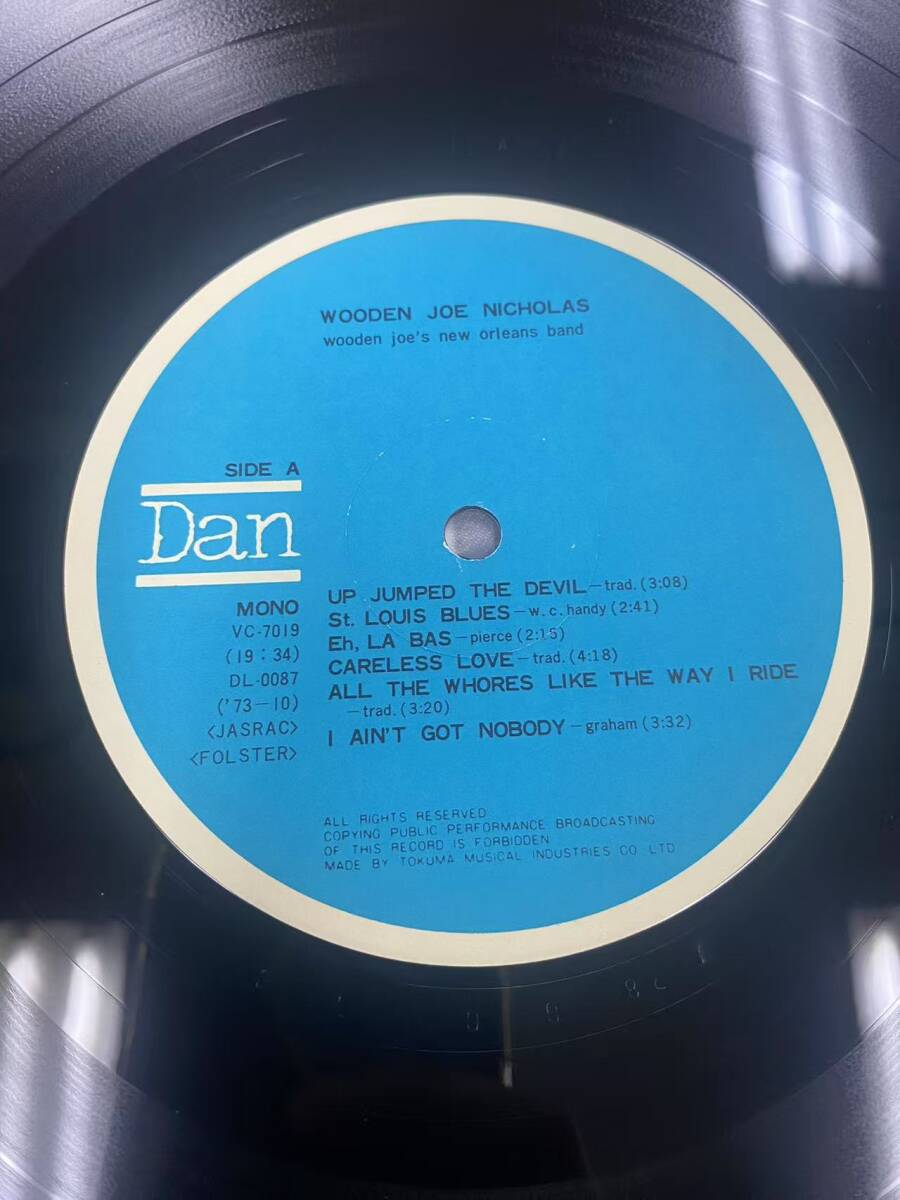 WOODEN JOE NICHOLAS
wooden joe's new orleans band
SIDE A
Dan
MONO
VC-7019
(19:34)
DL-0087
('73-10)
<JASRAC>
<FOLSTER>
UP JUMPED THE DEVIL-trad.(3:08)
St. LOUIS BLUES-w.c.handy(2:41)
Eh, LA BAS-pierce(2:15)
CARELESS LOVE-trad.(4:18)
ALL THE WHORES LIKE THE WAY I RIDE
-trad.(3:20)
I AIN'T GOT NOBODY-graham(3:32)
ALL RIGHTS RESERVED
COPYING PUBLIC PERFORMANCE BROADCASTING
OF THIS RECORD IS FORBIDDEN
MADE BY TOKUMA MUSICAL INDUSTRIES CO LTD